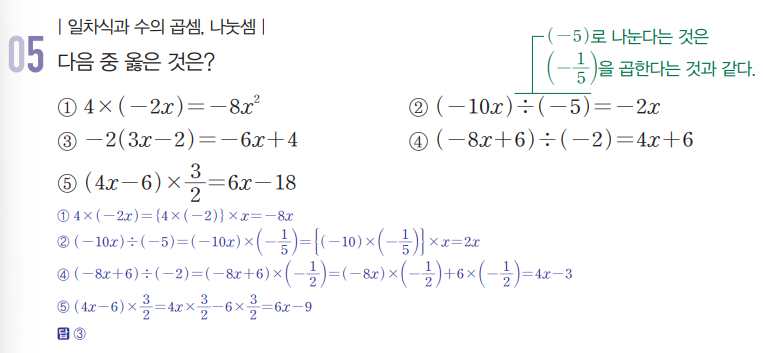 | 일차식과 수의 곱셈, 나눗셈 |
05 다음 중 옳은 것은?
(−5)로 나눈다는 것은
(−1/5)을 곱한다는 것과 같다.
① 4×(−2x)=−8x² ② (−10x)÷(−5)=−2x
③ −2(3x−2)=−6x+4 ④ (−8x+6)÷(−2)=4x+6
⑤ (4x−6)×3/2=6x−18
① 4×(−2x)={4×(−2)}×x=−8x
② (−10x)÷(−5)=(−10x)×(−1/5)={(−10)×(−1/5)}×x=2x
④ (−8x+6)÷(−2)=(−8x+6)×(−1/2)=(−8x)×(−1/2)+6×(−1/2)=4x−3
⑤ (4x−6)×3/2=4x×3/2−6×3/2=6x−9
답 ③